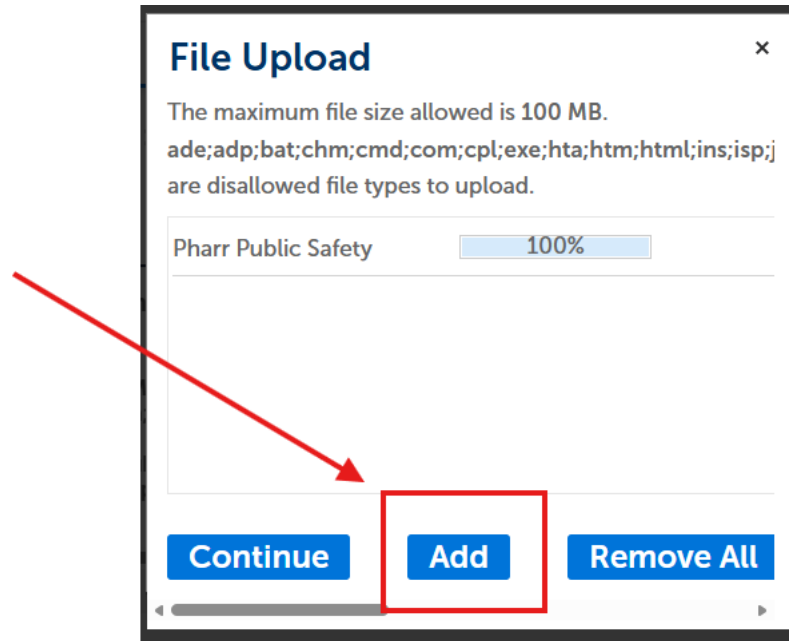 File Upload
×
The maximum file size allowed is 100 MB.
ade;adp;bat;chm;cmd;com;cpl;exe;hta;htm;html;ins;isp;j
are disallowed file types to upload.
Pharr Public Safety 100%
Continue Add Remove All